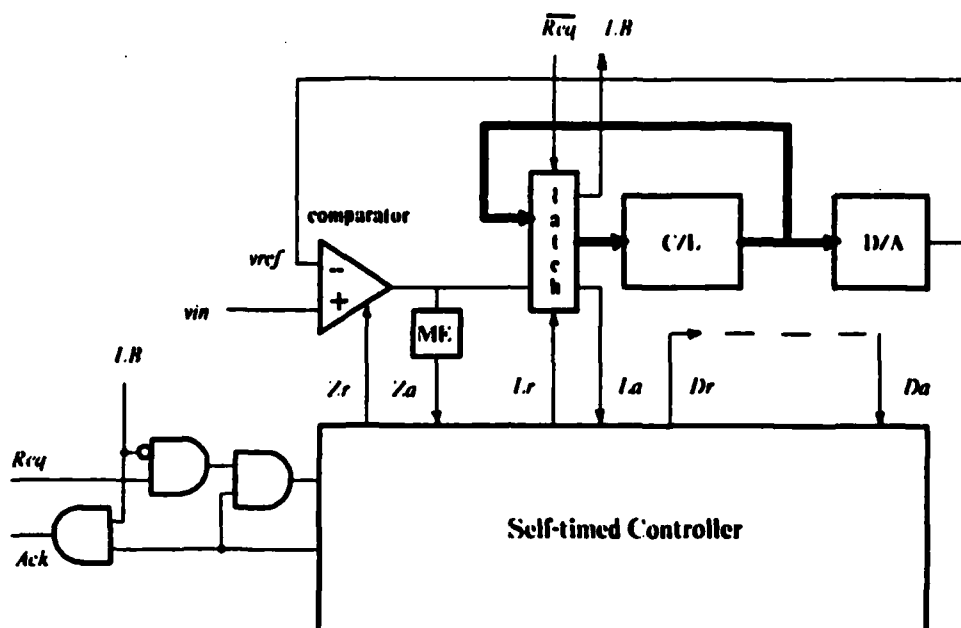 Req LB
latch
comparator
C/L
D/A
vref
−
+
vin
ME
LB
Zr
Za
Lr
La
Dr
Da
Req
Self-timed Controller
Ack